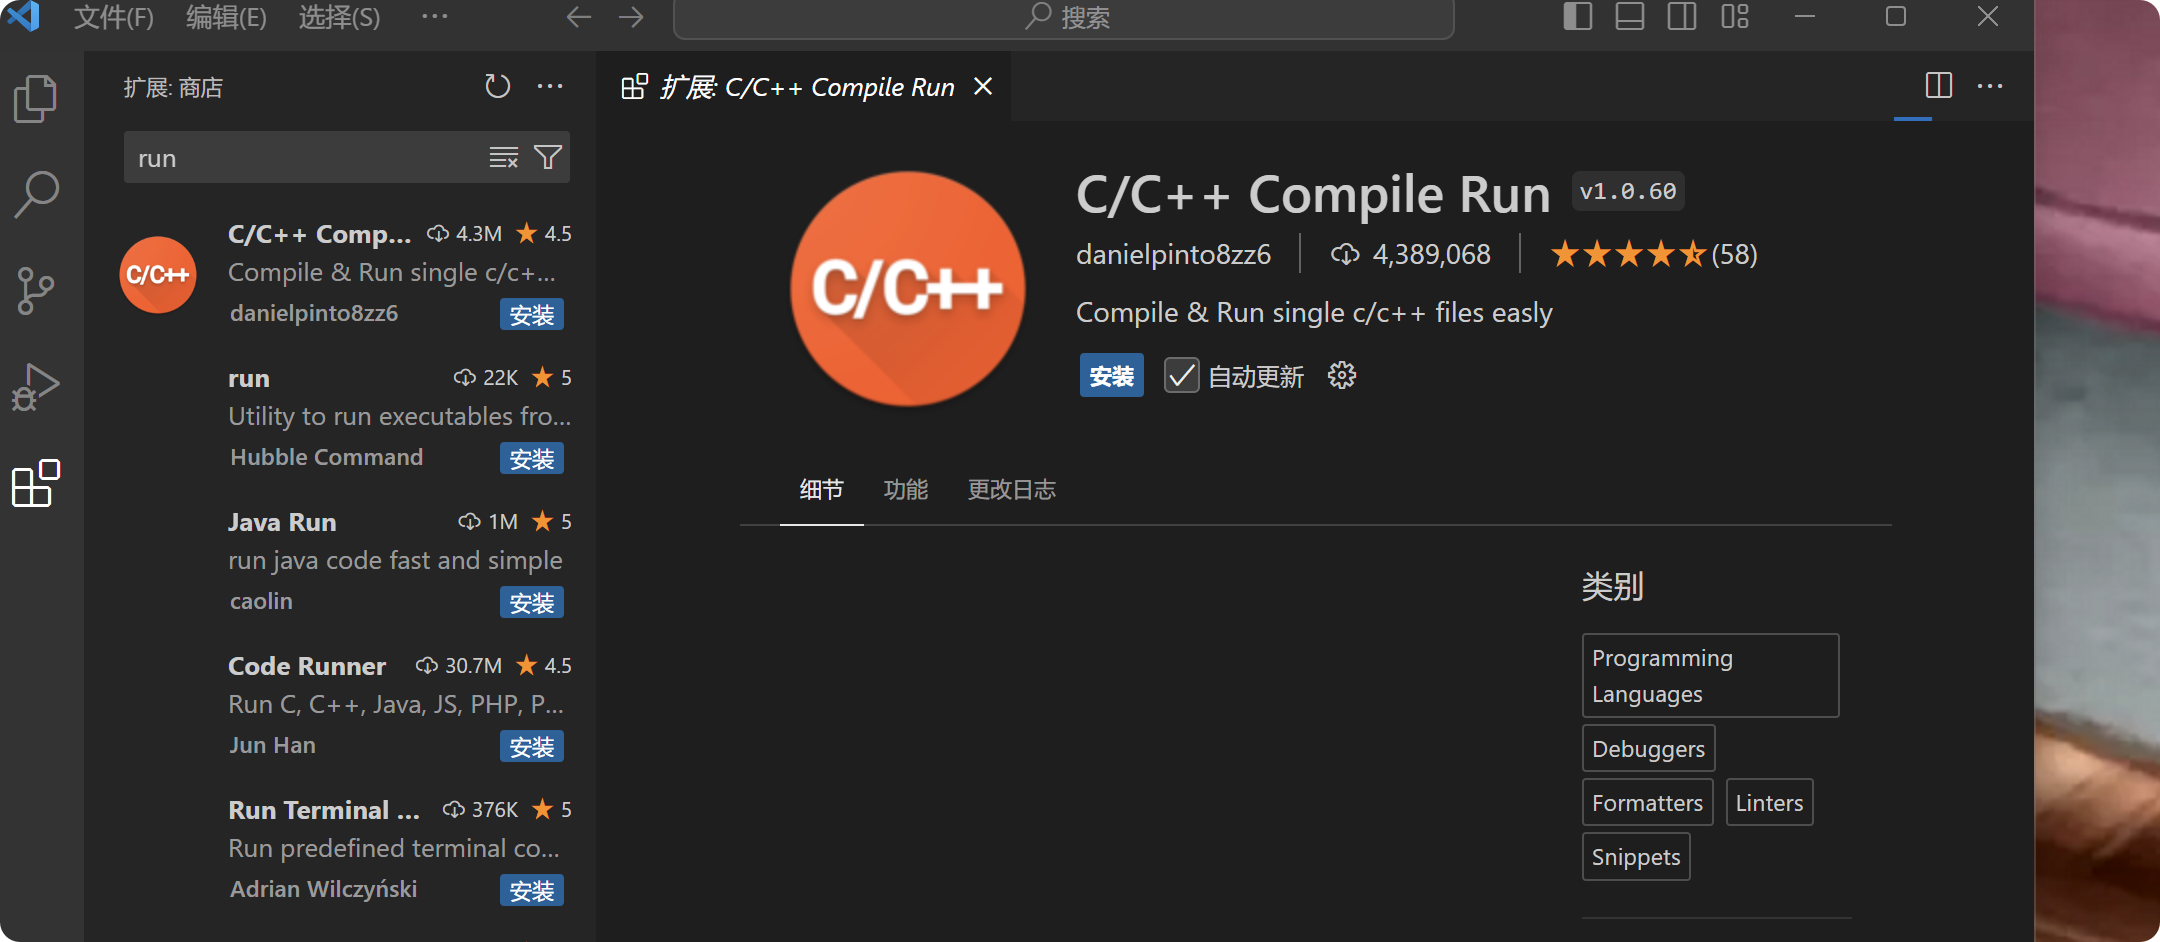 文件(F) 编辑(E) 选择(S) ··· 搜索
扩展: 商店
run
C/C++ Comp... 4.3M 4.5
Compile & Run single c/c+...
danielpinto8zz6 安装
run 22K 5
Utility to run executables fro...
Hubble Command 安装
Java Run 1M 5
run java code fast and simple
caolin 安装
Code Runner 30.7M 4.5
Run C, C++, Java, JS, PHP, P...
Jun Han 安装
Run Terminal ... 376K 5
Run predefined terminal co...
Adrian Wilczyński 安装
扩展: C/C++ Compile Run
C/C++
C/C++
C/C++ Compile Run v1.0.60
danielpinto8zz6 4,389,068 (58)
Compile & Run single c/c++ files easly
安装 自动更新
细节 功能 更改日志
类别
Programming
Languages
Debuggers
Formatters Linters
Snippets